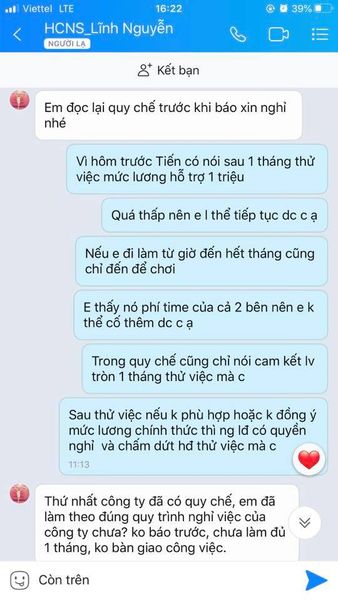 Viettel LTE
16:22
39%
HCNS_Lĩnh Nguyễn
NGƯỜI LẠ
Kết bạn
Em đọc lại quy chế trước khi báo xin nghỉ
nhé
Vì hôm trước Tiến có nói sau 1 tháng thử
việc mức lương hỗ trợ 1 triệu
Quá thấp nên e l thể tiếp tục dc c ạ
Nếu e đi làm từ giờ đến hết tháng cũng
chỉ đến để chơi
E thấy nó phí time của cả 2 bên nên e k
thể cố thêm dc c ạ
Trong quy chế cũng chỉ nói cam kết lv
tròn 1 tháng thử việc mà c
Sau thử việc nếu k phù hợp hoặc k đồng ý
mức lương chính thức thì ng lđ có quyền
nghỉ và chấm dứt hđ thử việc mà c
11:13
Thứ nhất công ty đã có quy chế, em đã
làm theo đúng quy trình nghỉ việc của
công ty chưa? ko báo trước, chưa làm đủ
1 tháng, ko bàn giao công việc.
Còn trên